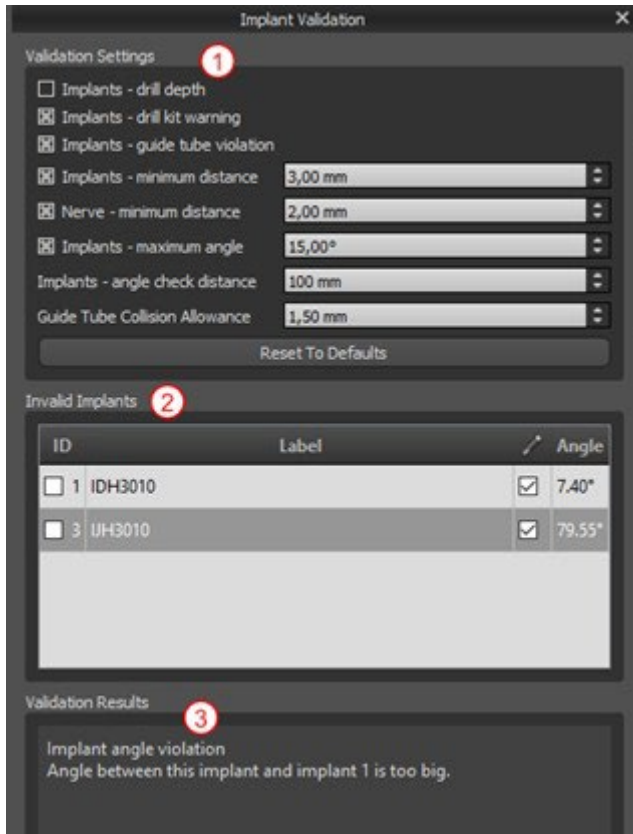 Implant Validation
Validation Settings
1
Implants - drill depth
Implants - drill kit warning
Implants - guide tube violation
Implants - minimum distance 3,00 mm
Nerve - minimum distance 2,00 mm
Implants - maximum angle 15,00°
Implants - angle check distance 100 mm
Guide Tube Collision Allowance 1,50 mm
Reset To Defaults
Invalid Implants 2
ID Label Angle
1 IDH3010 7.40°
3 IJH3010 79.55°
Validation Results
3
Implant angle violation
Angle between this implant and implant 1 is too big.